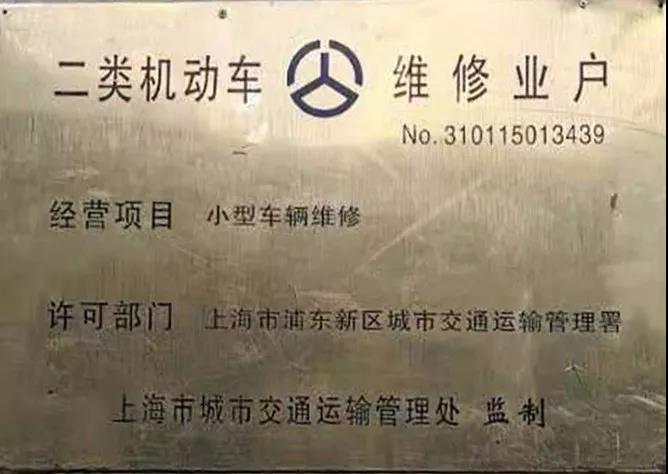 二类机动车 维修业户
No. 310115013439
经营项目 小型车辆维修
许可部门 上海市浦东新区城市交通运输管理署
上海市城市交通运输管理处 监制